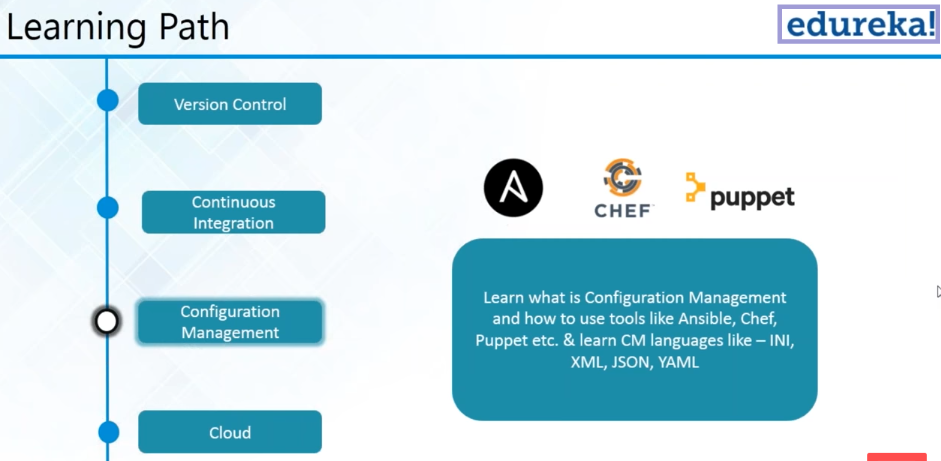 Learning Path
edureka!
Version Control
Continuous
Integration
Configuration
Management
Cloud
CHEF
puppet
Learn what is Configuration Management
and how to use tools like Ansible, Chef,
Puppet etc. & learn CM languages like – INI,
XML, JSON, YAML